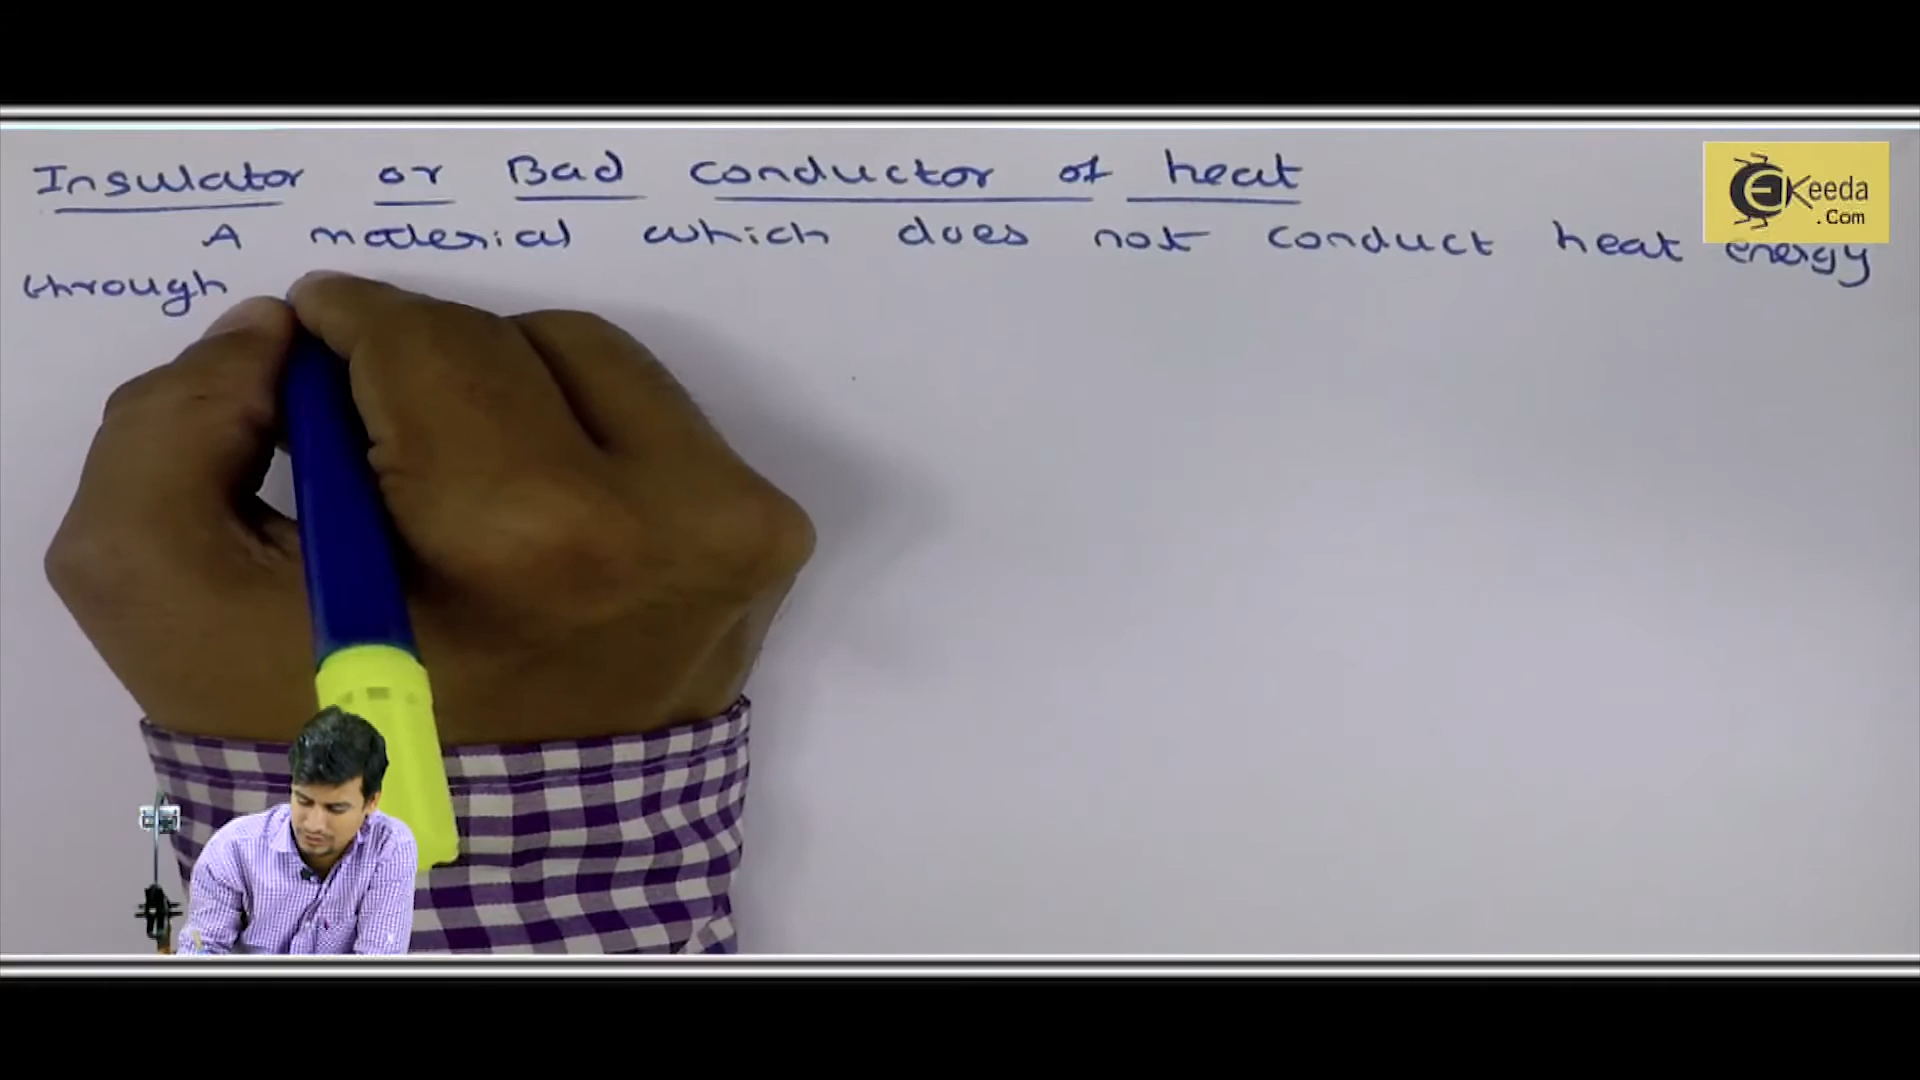 Insulator or Bad conductor of heat
A material which does not conduct heat energy
through
EKeeda
.Com